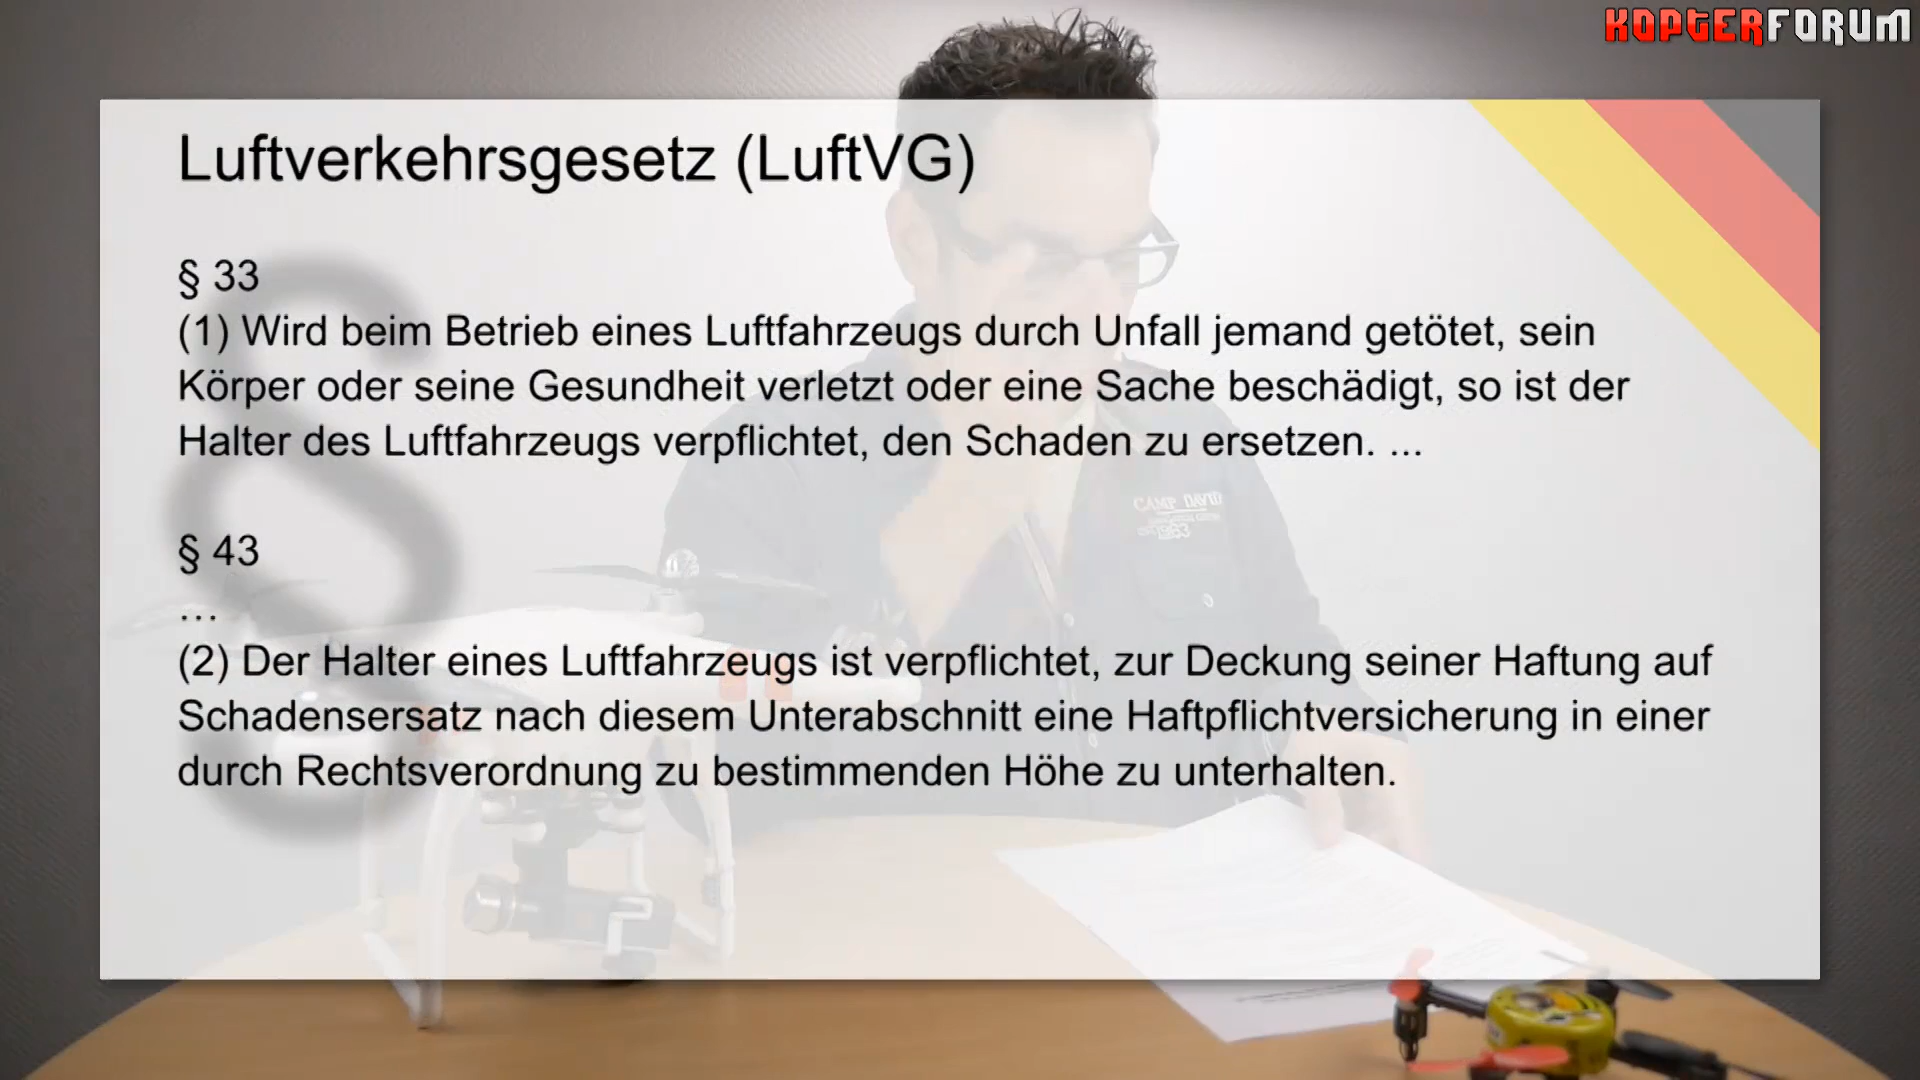 KOPTERFORUM
Luftverkehrsgesetz (LuftVG)
§ 33
(1) Wird beim Betrieb eines Luftfahrzeugs durch Unfall jemand getötet, sein
Körper oder seine Gesundheit verletzt oder eine Sache beschädigt, so ist der
Halter des Luftfahrzeugs verpflichtet, den Schaden zu ersetzen. ...
CAMP DAVID
1963
§ 43
...
(2) Der Halter eines Luftfahrzeugs ist verpflichtet, zur Deckung seiner Haftung auf
Schadensersatz nach diesem Unterabschnitt eine Haftpflichtversicherung in einer
durch Rechtsverordnung zu bestimmenden Höhe zu unterhalten.